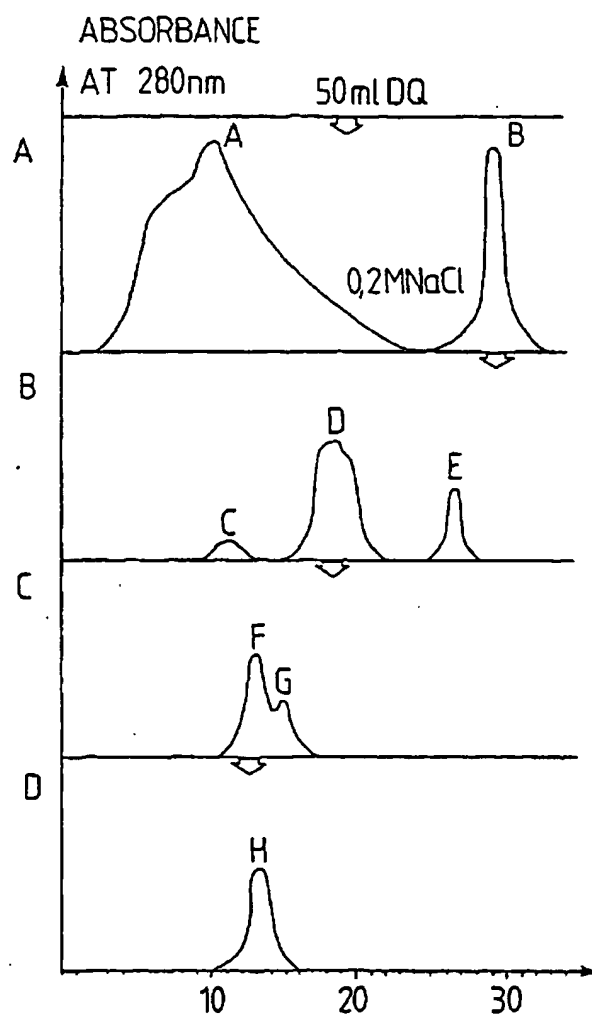 ABSORBANCE
AT 280nm
50ml DQ
A
A
B
0,2MNaCl
B
D
E
C
C
F
G
D
H
10 20 30